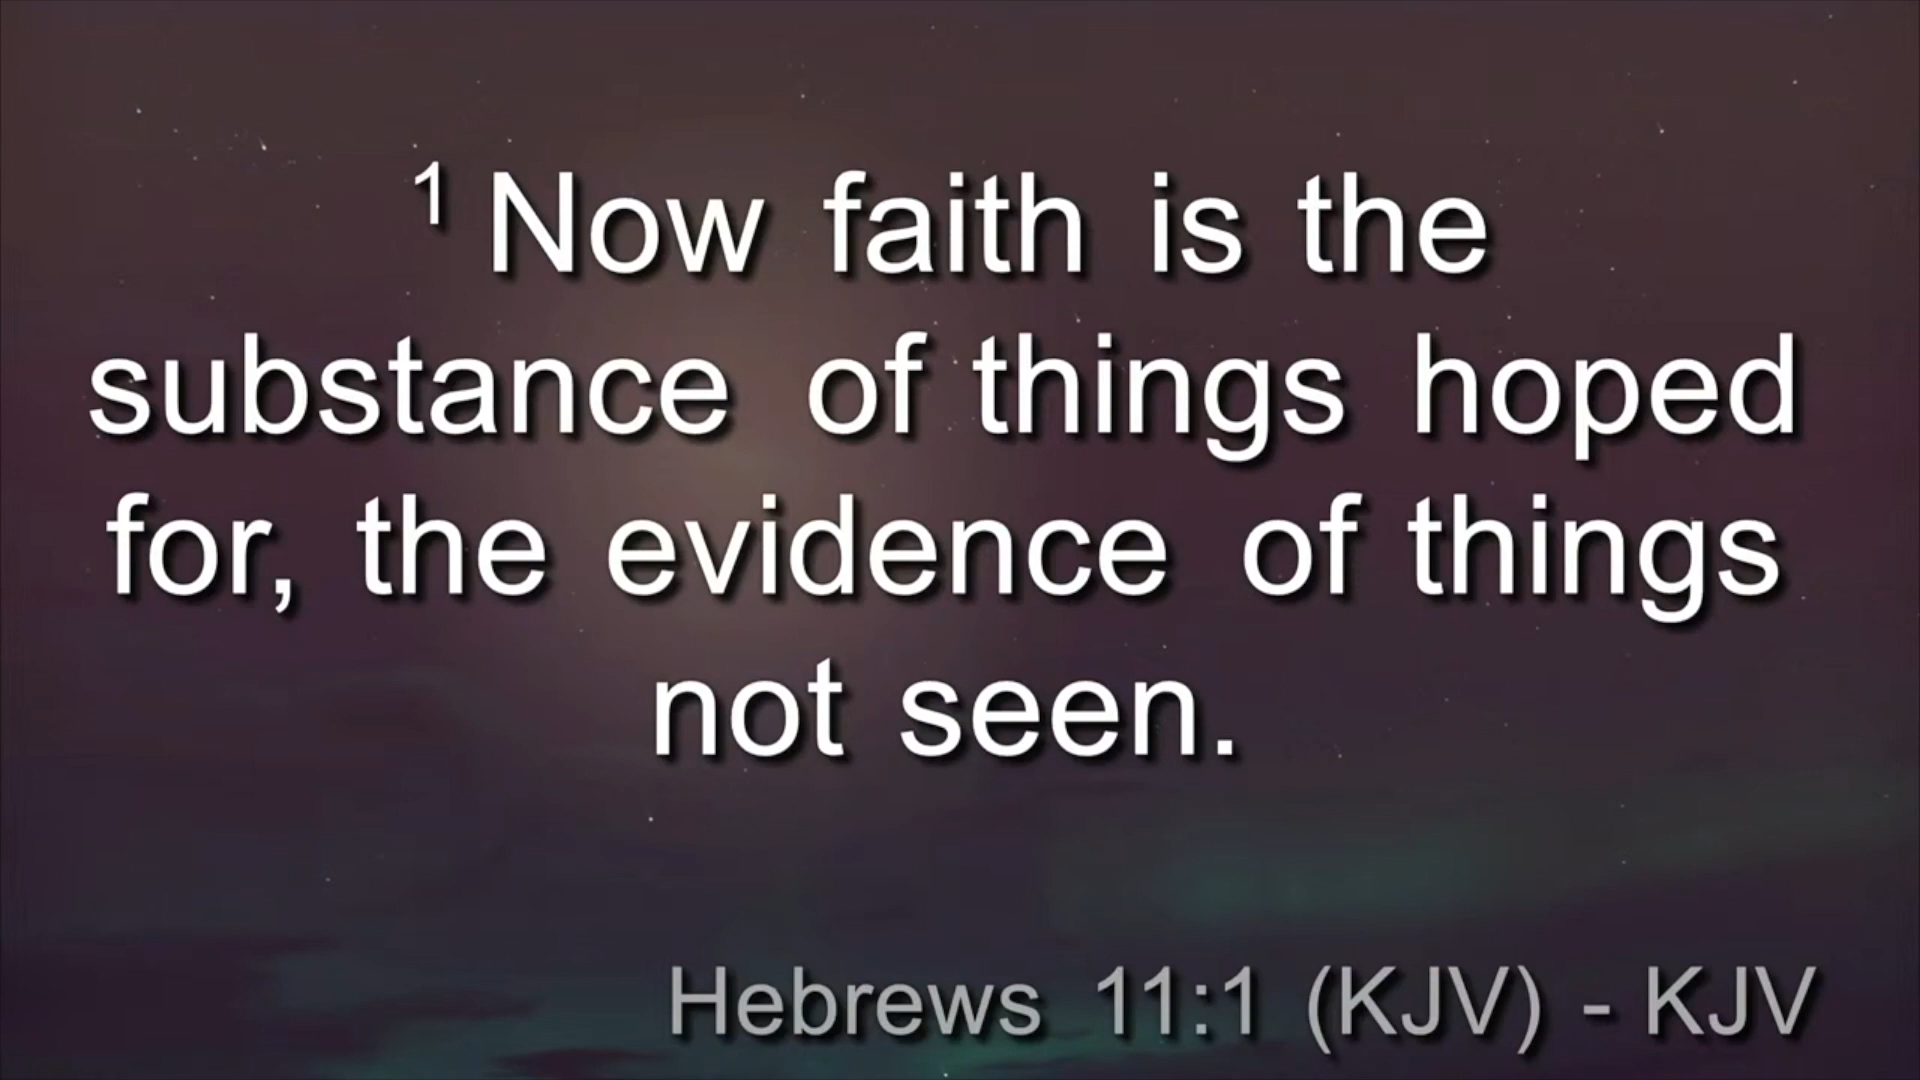 1 Now faith is the
substance of things hoped
for, the evidence of things
not seen.
Hebrews 11:1 (KJV) - KJV